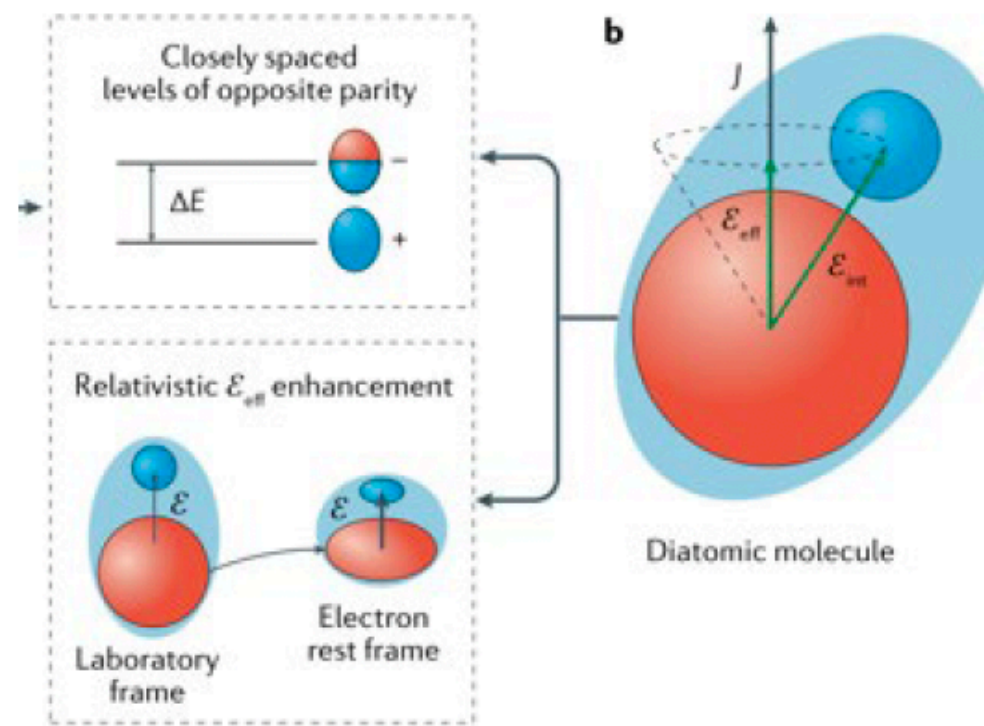 Closely spaced
levels of opposite parity
−
ΔE
+
Relativistic ℰeff enhancement
ℰ
ℰ
Laboratory
frame
Electron
rest frame
b
J
ℰeff
ℰint
Diatomic molecule